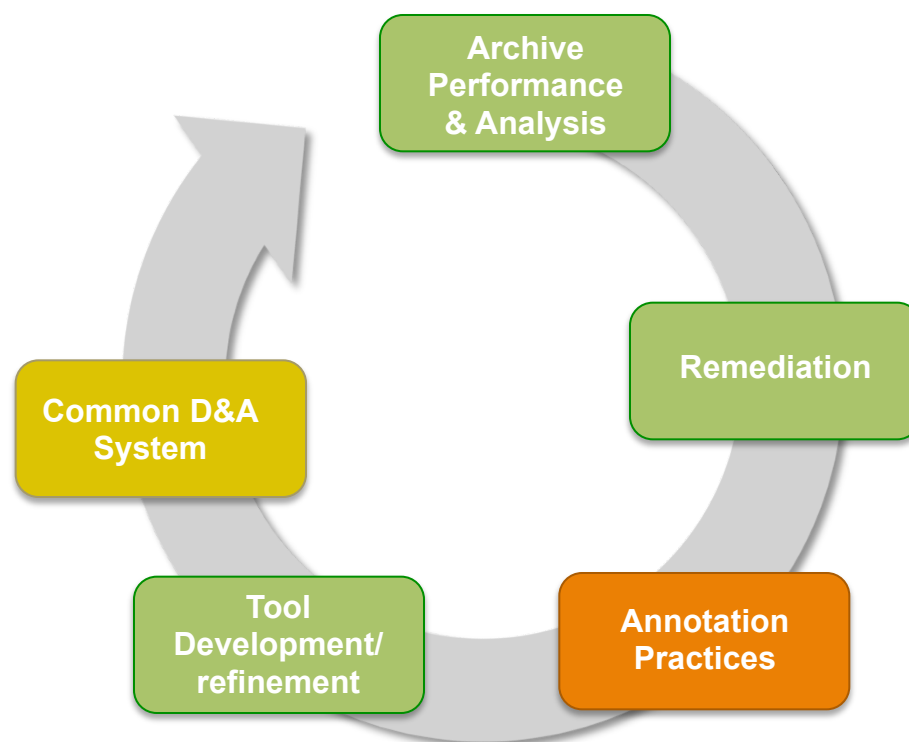 Archive
Performance
& Analysis
Remediation
Annotation
Practices
Tool
Development/
refinement
Common D&A
System